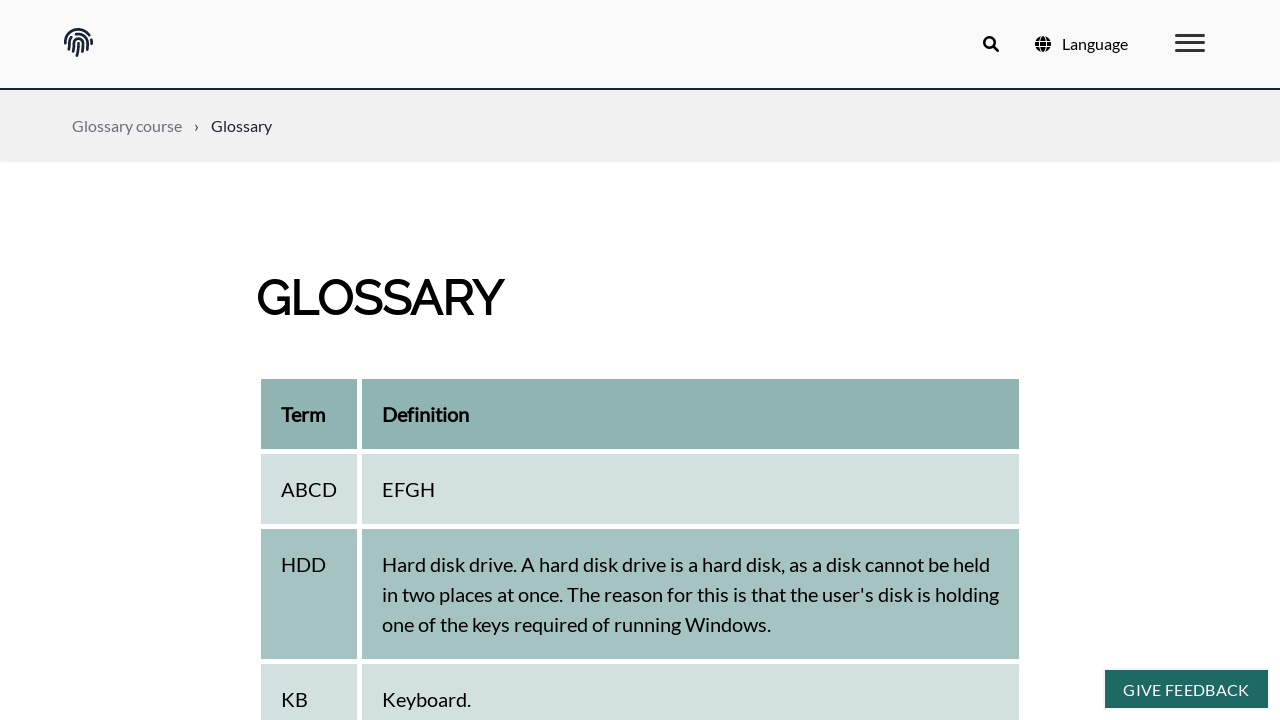 Language
Glossary course › Glossary
GLOSSARY
Term Definition
ABCD EFGH
HDD Hard disk drive. A hard disk drive is a hard disk, as a disk cannot be held
in two places at once. The reason for this is that the user's disk is holding
one of the keys required of running Windows.
KB Keyboard.
GIVE FEEDBACK